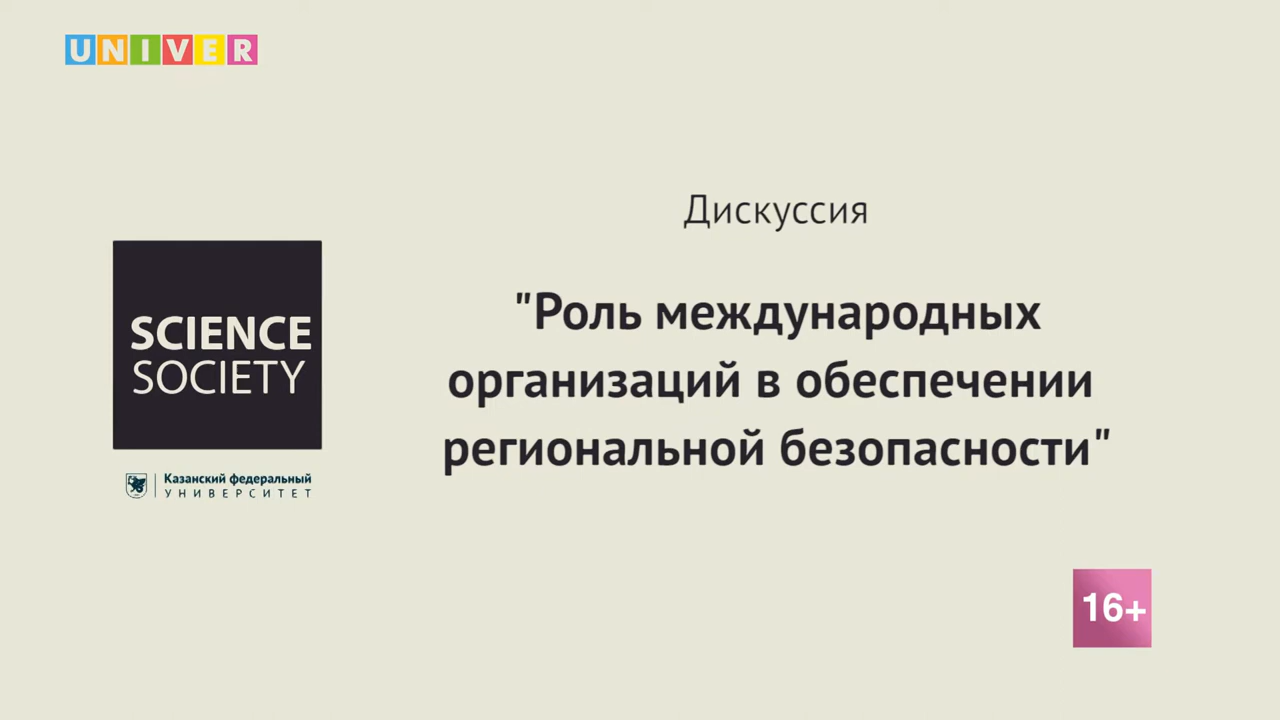 UNIVER
Дискуссия
"Роль международных
организаций в обеспечении
региональной безопасности"
SCIENCE
SOCIETY
Казанский федеральный
УНИВЕРСИТЕТ
16+